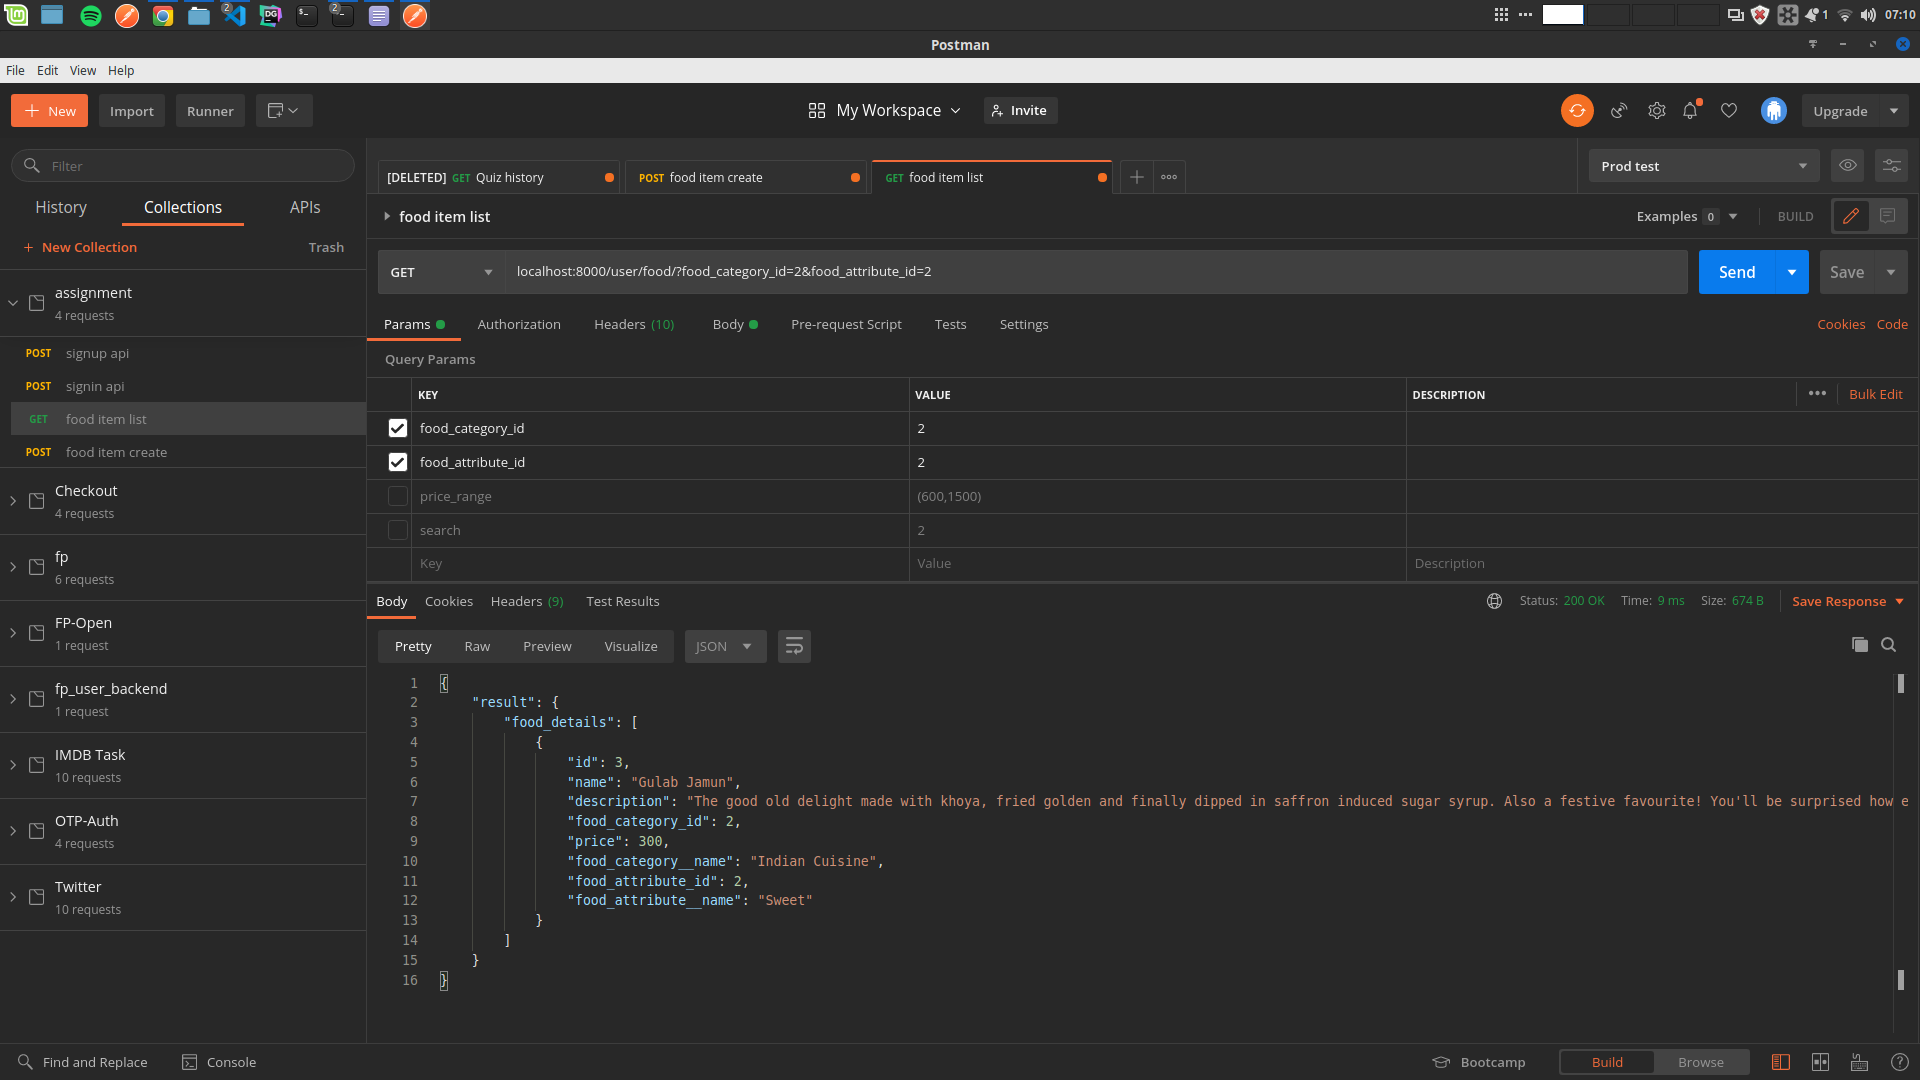 2
2
1
07:10
Postman
File Edit View Help
New Import Runner
My Workspace
Invite
Upgrade
Filter
[DELETED] GET Quiz history
POST food item create
GET food item list
Prod test
History Collections APIs
food item list
Examples 0
BUILD
New Collection
Trash
GET
localhost:8000/user/food/?food_category_id=2&food_attribute_id=2
Send
Save
assignment
4 requests
POST signup api
POST signin api
GET food item list
POST food item create
Checkout
4 requests
fp
6 requests
FP-Open
1 request
fp_user_backend
1 request
IMDB Task
10 requests
OTP-Auth
4 requests
Twitter
10 requests
Params Authorization Headers (10) Body Pre-request Script Tests Settings
Cookies Code
Query Params
KEY VALUE DESCRIPTION
Bulk Edit
food_category_id 2
food_attribute_id 2
price_range (600,1500)
search 2
Key Value Description
Body Cookies Headers (9) Test Results
Status: 200 OK Time: 9 ms Size: 674 B
Save Response
Pretty Raw Preview Visualize JSON
1 {
2 "result": {
3 "food_details": [
4 {
5 "id": 3,
6 "name": "Gulab Jamun",
7 "description": "The good old delight made with khoya, fried golden and finally dipped in saffron induced sugar syrup. Also a festive favourite! You'll be surprised how e
8 "food_category_id": 2,
9 "price": 300,
10 "food_category__name": "Indian Cuisine",
11 "food_attribute_id": 2,
12 "food_attribute__name": "Sweet"
13 }
14 ]
15 }
16 }
Find and Replace
Console
Bootcamp
Build Browse